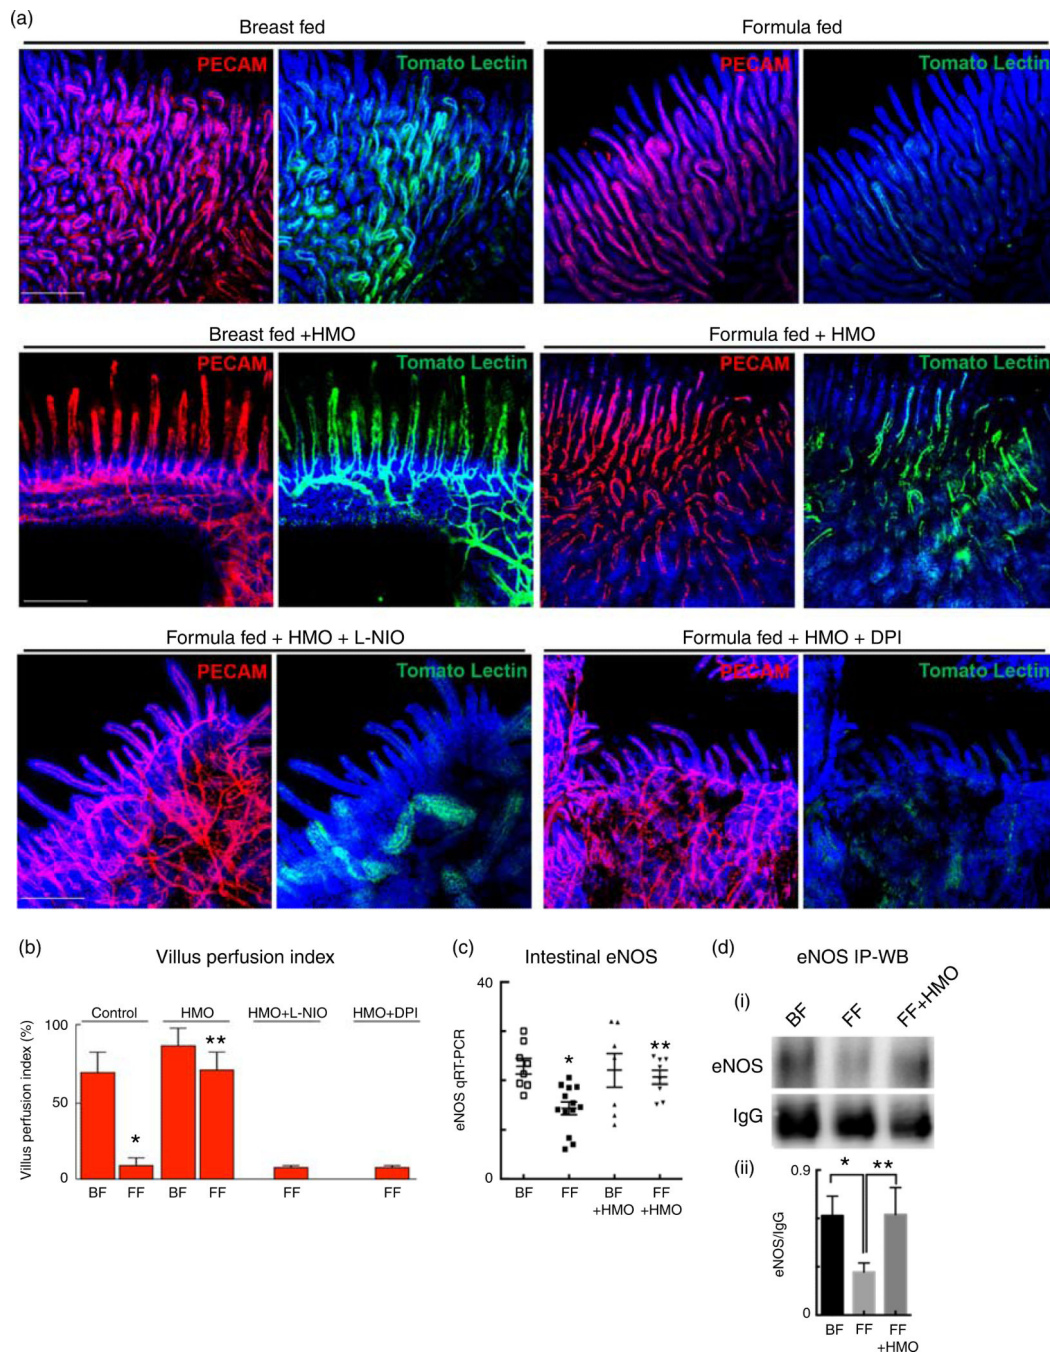 (a)
Breast fed
Formula fed
PECAM
Tomato Lectin
PECAM
Tomato Lectin
Breast fed +HMO
Formula fed + HMO
PECAM
Tomato Lectin
PECAM
Tomato Lectin
Formula fed + HMO + L-NIO
Formula fed + HMO + DPI
PECAM
Tomato Lectin
PECAM
Tomato Lectin
(b)
Villus perfusion index
Control
HMO
HMO+L-NIO
HMO+DPI
Villus perfusion index (%)
100
50
0
*
**
BF
FF
BF
FF
FF
FF
(c)
Intestinal eNOS
eNOS qRT-PCR
40
0
*
**
BF
FF
BF
+HMO
FF
+HMO
(d)
eNOS IP-WB
(i)
BF
FF
FF+HMO
eNOS
IgG
(ii)
eNOS/IgG
0.9
0
*
**
BF
FF
FF
+HMO